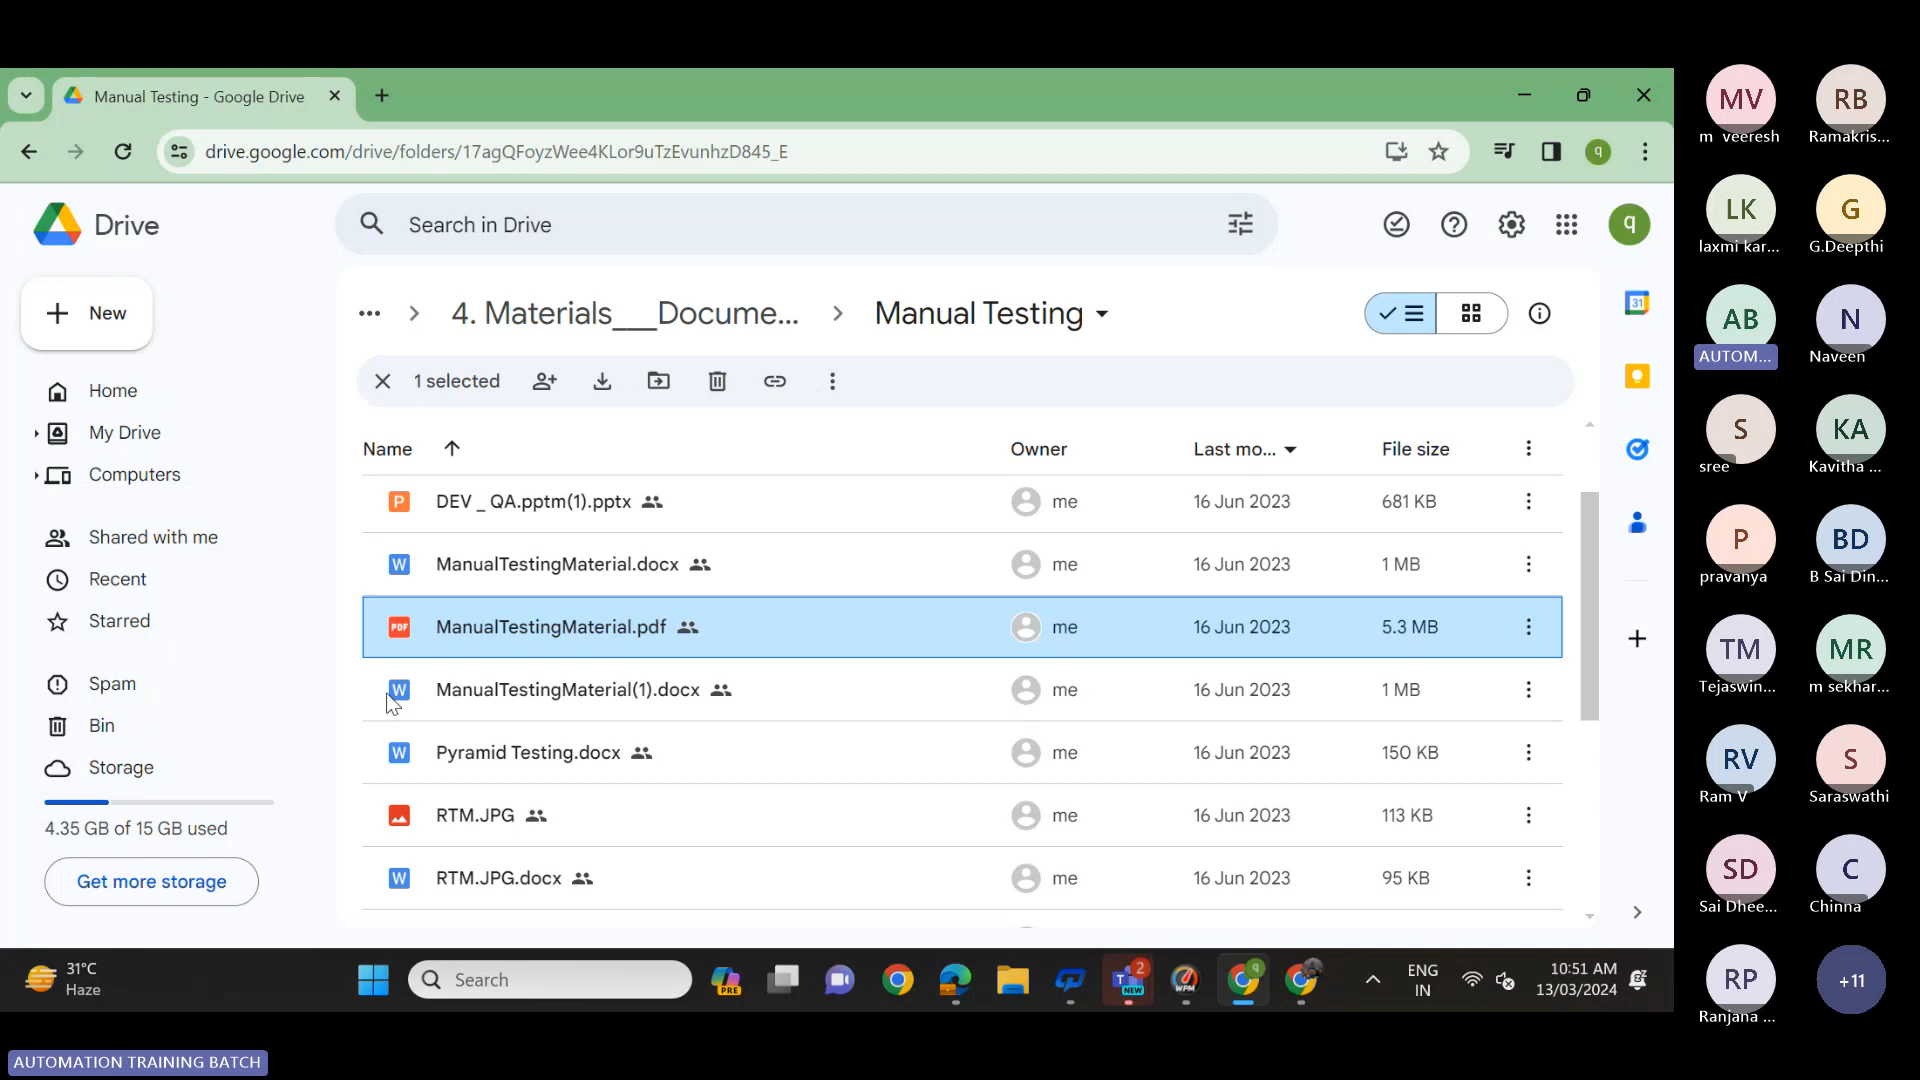 Manual Testing - Google Drive
drive.google.com/drive/folders/17agQFoyzWee4KLor9uTzEvunhzD845_E
q
Drive
Search in Drive
q
New
... > 4. Materials___Docume... > Manual Testing
31
1 selected
Home
My Drive
Computers
Shared with me
Recent
Starred
Spam
Bin
Storage
4.35 GB of 15 GB used
Get more storage
Name Owner Last mo... File size
P DEV _ QA.pptm(1).pptx me 16 Jun 2023 681 KB
W ManualTestingMaterial.docx me 16 Jun 2023 1 MB
PDF ManualTestingMaterial.pdf me 16 Jun 2023 5.3 MB
W ManualTestingMaterial(1).docx me 16 Jun 2023 1 MB
W Pyramid Testing.docx me 16 Jun 2023 150 KB
RTM.JPG me 16 Jun 2023 113 KB
W RTM.JPG.docx me 16 Jun 2023 95 KB
31°C
Haze
Search
PRE
2
NEW
WPM
q
ENG
IN
10:51 AM
13/03/2024
MV
m veeresh
RB
Ramakris...
LK
laxmi kar...
G
G.Deepthi
AB
AUTOM...
N
Naveen
S
sree
KA
Kavitha ...
P
pravanya
BD
B Sai Din...
TM
Tejaswin...
MR
m sekhar...
RV
Ram V
S
Saraswathi
SD
Sai Dhee...
C
Chinna
RP
Ranjana ...
+11
AUTOMATION TRAINING BATCH